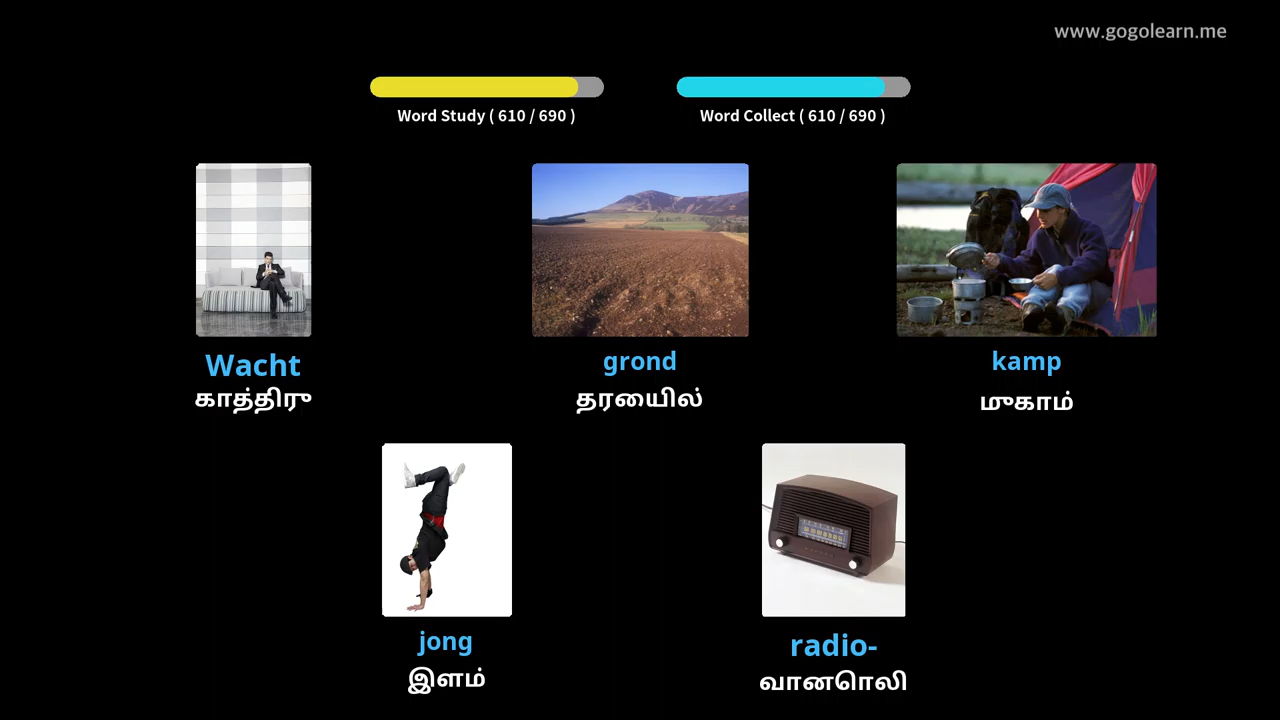 www.gogolearn.me
Word Study ( 610 / 690 )
Word Collect ( 610 / 690 )
Wacht
காத்திரு
grond
தரையில்
kamp
முகாம்
jong
இளம்
radio-
வானொலி